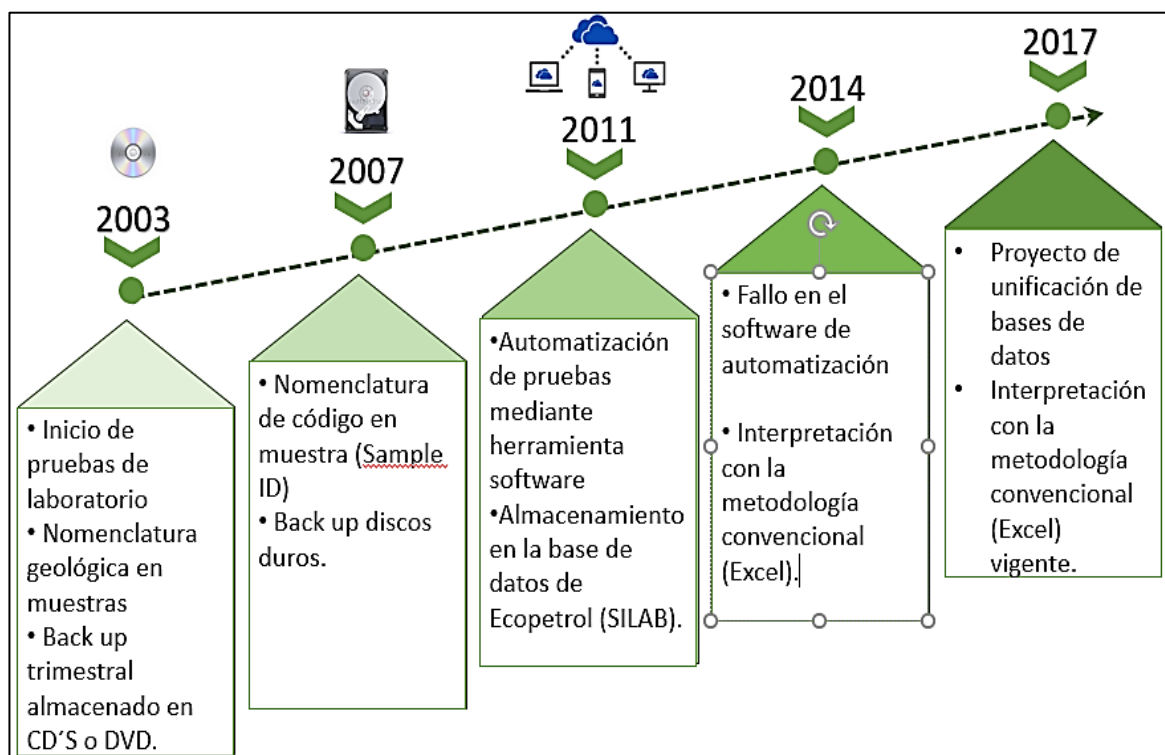 2003
• Inicio de
pruebas de
laboratorio
• Nomenclatura
geológica en
muestras
• Back up
trimestral
almacenado en
CD´S o DVD.
2007
• Nomenclatura
de código en
muestra (Sample
ID)
• Back up discos
duros.
2011
•Automatización
de pruebas
mediante
herramienta
software
•Almacenamiento
en la base de
datos de
Ecopetrol (SILAB).
2014
• Fallo en el
software de
automatización
• Interpretación
con la
metodología
convencional
(Excel).
2017
• Proyecto de
unificación de
bases de
datos
• Interpretación
con la
metodología
convencional
(Excel)
vigente.